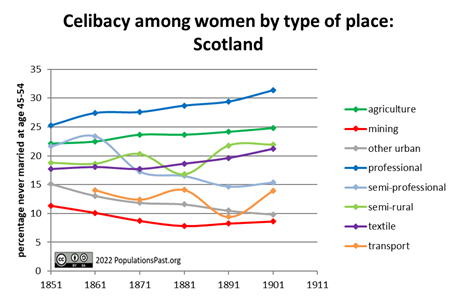 Celibacy among women by type of place:
Scotland
percentage never married at age 45-54
35
30
25
20
15
10
5
0
1851
1861
1871
1881
1891
1901
1911
cc
BY
2022 PopulationsPast.org
agriculture
mining
other urban
professional
semi-professional
semi-rural
textile
transport